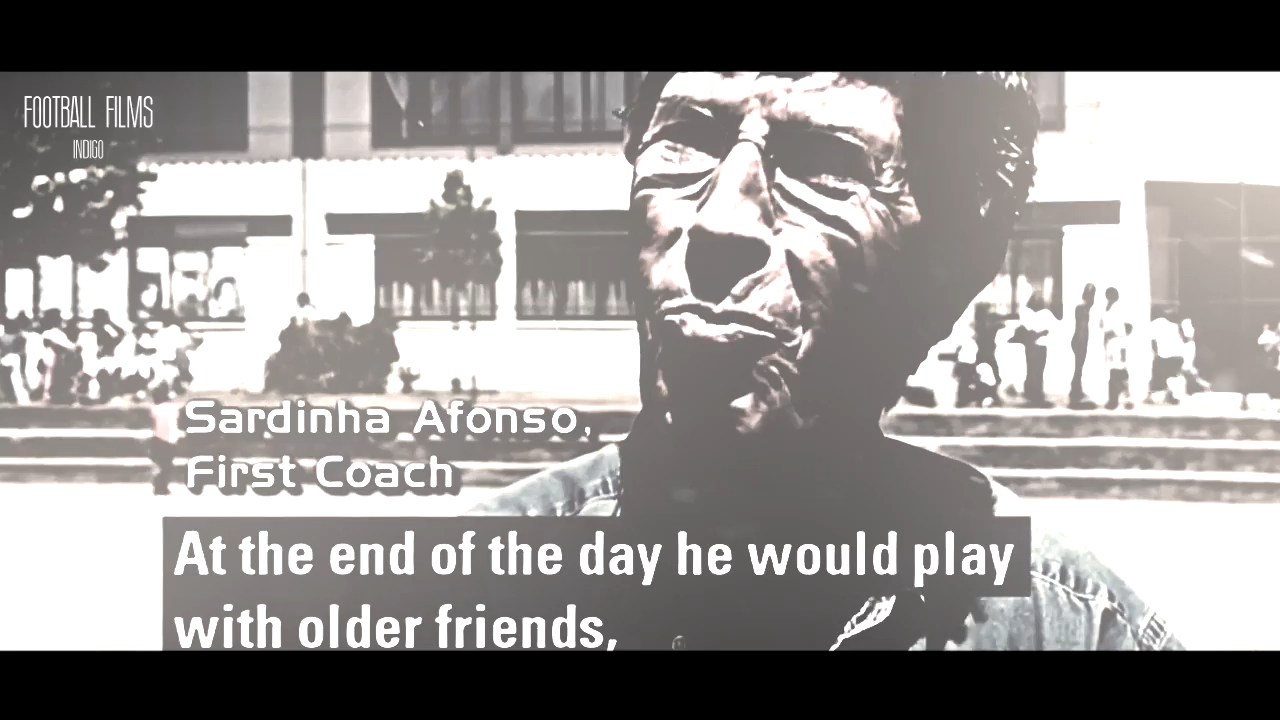 FOOTBALL FILMS
INDIGO
Sardinha Afonso,
First Coach
At the end of the day he would play
with older friends,